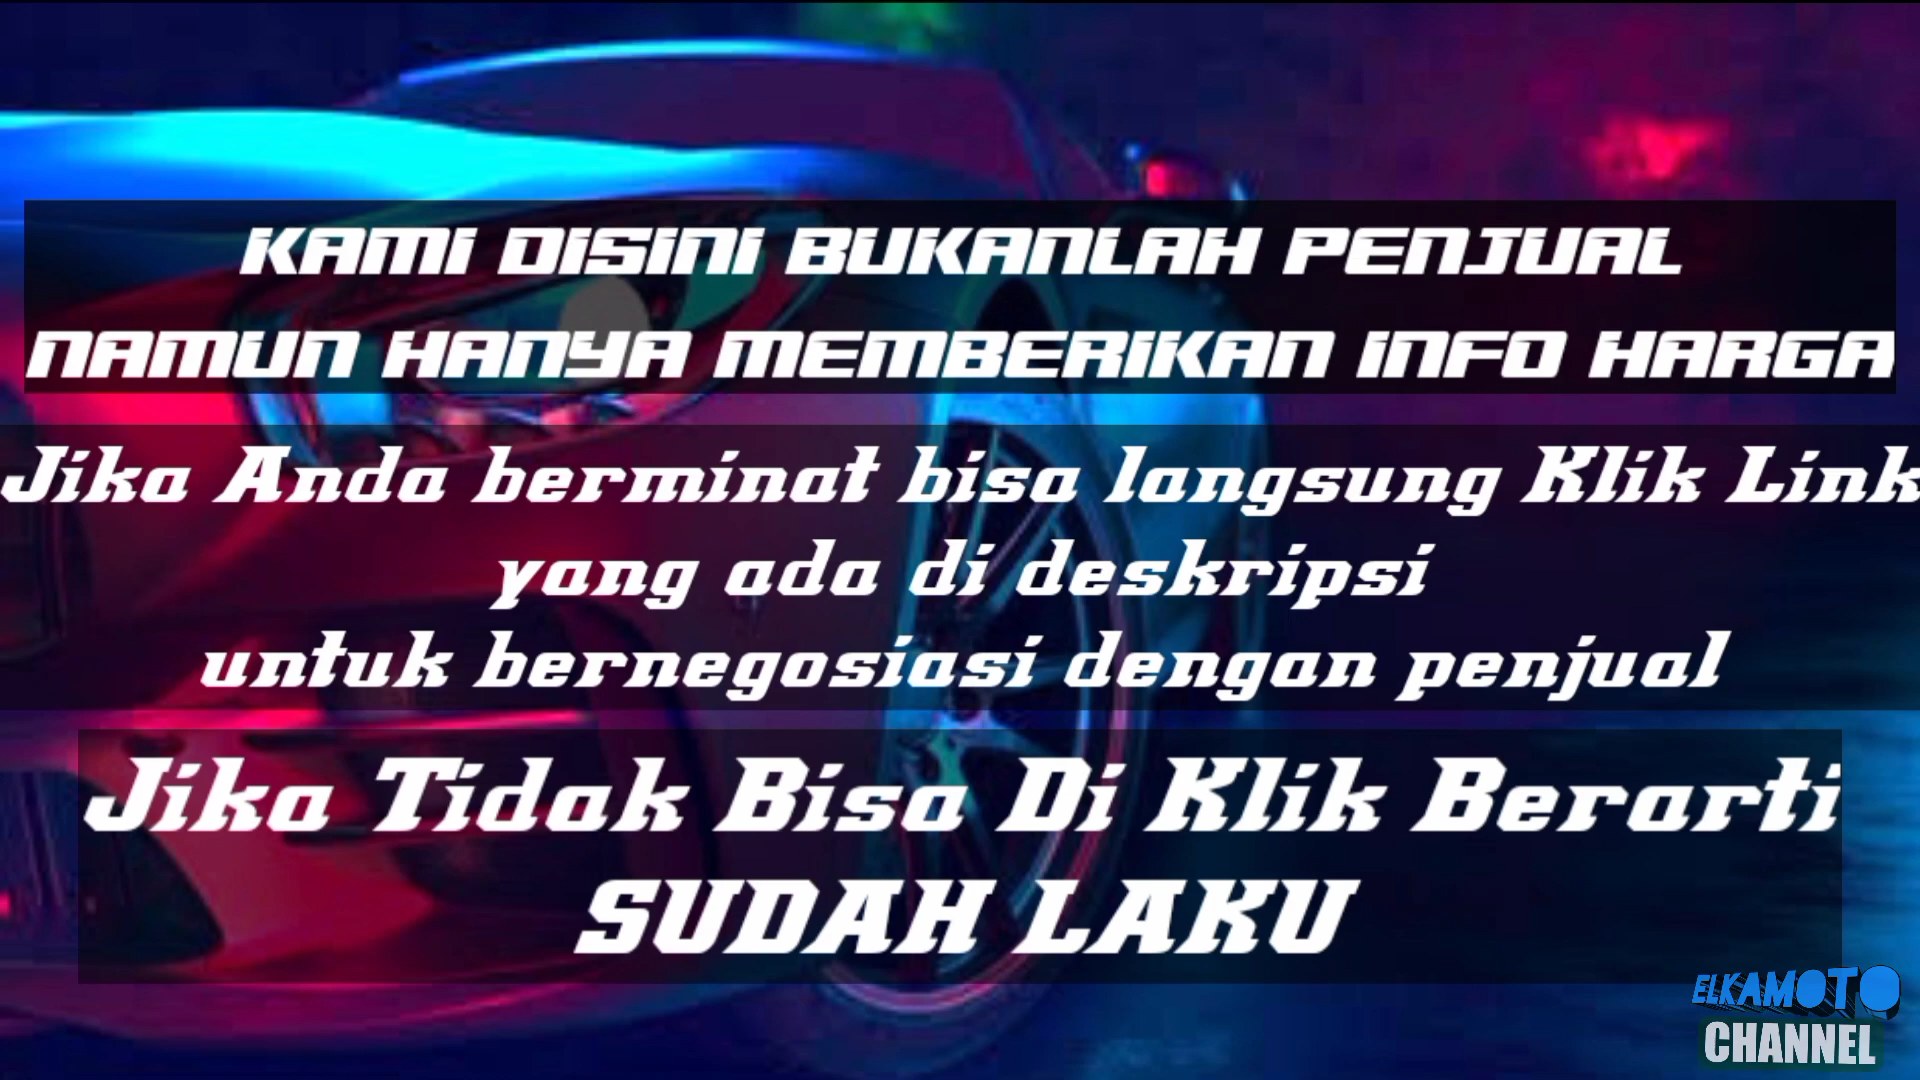 KAMI DISINI BUKANLAH PENJUAL
NAMUN HANYA MEMBERIKAN INFO HARGA
Jika Anda berminat bisa langsung Klik Link
yang ada di deskripsi
untuk bernegosiasi dengan penjual
Jika Tidak Bisa Di Klik Berarti
SUDAH LAKU
ELKAMOTO
CHANNEL